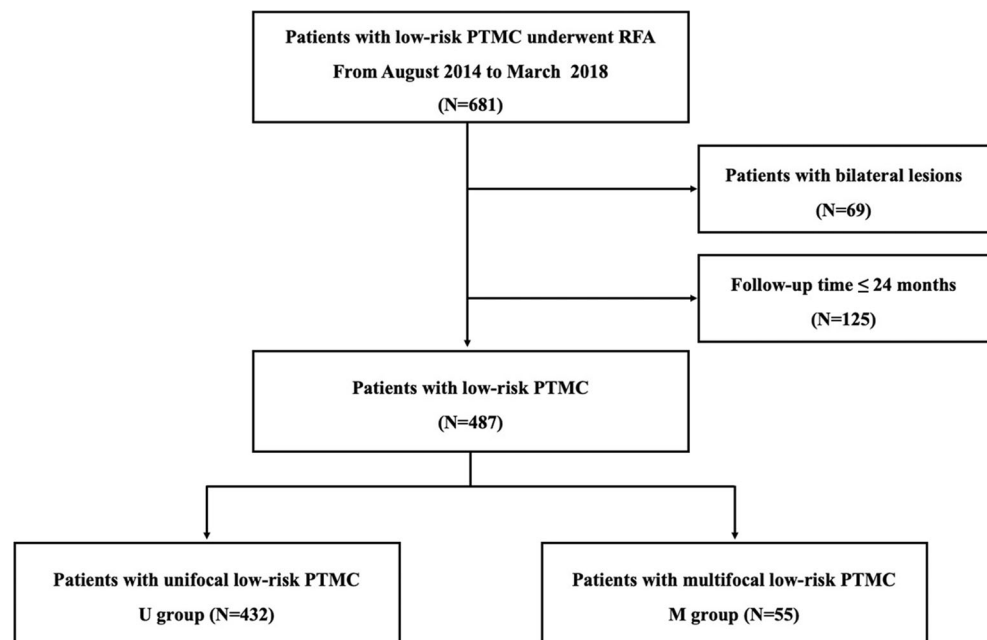 Patients with low-risk PTMC underwent RFA
From August 2014 to March 2018
(N=681)
Patients with bilateral lesions
(N=69)
Follow-up time ≤ 24 months
(N=125)
Patients with low-risk PTMC
(N=487)
Patients with unifocal low-risk PTMC
U group (N=432)
Patients with multifocal low-risk PTMC
M group (N=55)